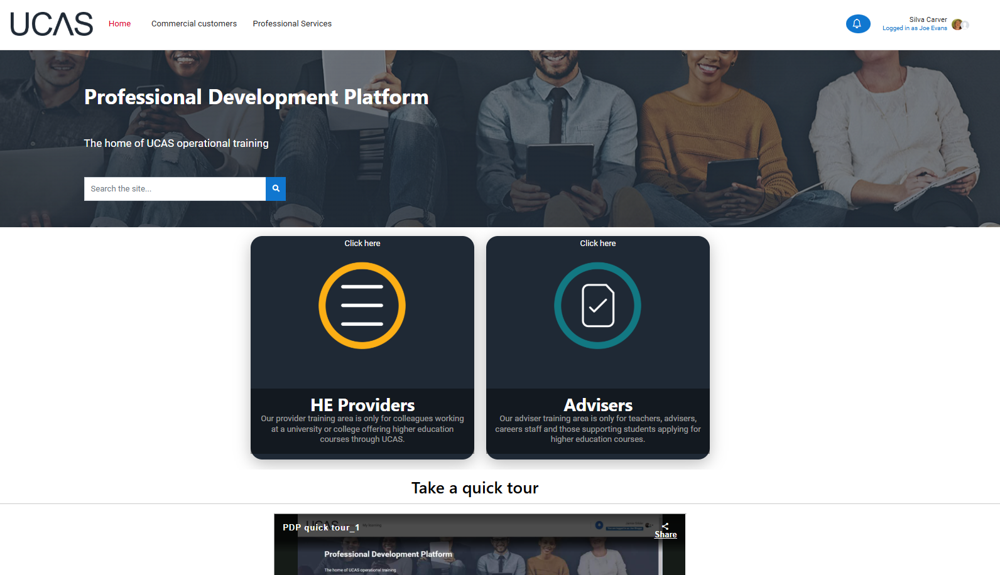 UCAS
Home
Commercial customers
Professional Services
Silva Carver
Logged in as Joe Evans
Professional Development Platform
The home of UCAS operational training
Search the site...
Click here
HE Providers
Our provider training area is only for colleagues working
at a university or college offering higher education
courses through UCAS.
Click here
Advisers
Our adviser training area is only for teachers, advisers,
careers staff and those supporting students applying for
higher education courses.
Take a quick tour
PDP quick tour_1
Share
UCAS
My learning
Professional Development Platform
The home of UCAS operational training